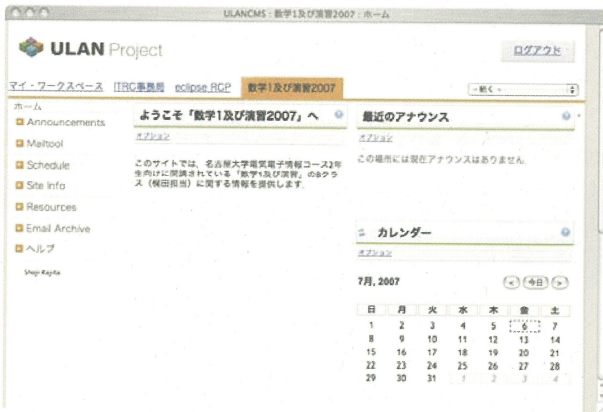 ULANCMS : 数学1及び演習2007 : ホーム
ULAN Project
ログアウト
マイ・ワークスペース ITRC事務局 eclipse RCP 数学1及び演習2007
- 続く -
ホーム
Announcements
Mailtool
Schedule
Site Info
Resources
Email Archive
ヘルプ
Shoji Kajita
ようこそ「数学1及び演習2007」へ
オプション
このサイトでは、名古屋大学電気電子情報コース2年
生向けに開講されている「数学1及び演習」のBクラ
ス（梶田担当）に関する情報を提供します.
最近のアナウンス
オプション
この場所には現在アナウンスはありません.
カレンダー
オプション
7月, 2007
< 今日 >
日 月 火 水 木 金 土
1 2 3 4 5 6 7
8 9 10 11 12 13 14
15 16 17 18 19 20 21
22 23 24 25 26 27 28
29 30 31 1 2 3 4